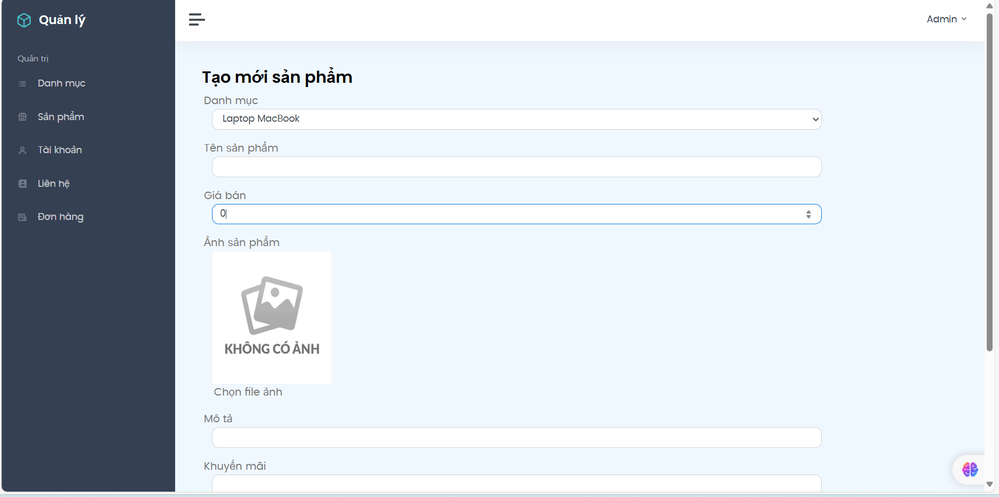 Quản lý
Admin
Quản trị
Danh mục
Sản phẩm
Tài khoản
Liên hệ
Đơn hàng
Tạo mới sản phẩm
Danh mục
Laptop MacBook
Tên sản phẩm
Giá bán
0
Ảnh sản phẩm
KHÔNG CÓ ẢNH
Chọn file ảnh
Mô tả
Khuyến mãi